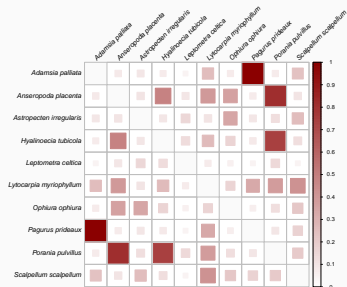 Adamsia palliata
Anseropoda placenta
Astropecten irregularis
Hyalinoecia tubicola
Leptometra celtica
Lytocarpia myriophyllum
Ophiura ophiura
Pagurus prideaux
Porania pulvillus
Scalpellum scalpellum
Adamsia palliata
Anseropoda placenta
Astropecten irregularis
Hyalinoecia tubicola
Leptometra celtica
Lytocarpia myriophyllum
Ophiura ophiura
Pagurus prideaux
Porania pulvillus
Scalpellum scalpellum
1
0.9
0.8
0.7
0.6
0.5
0.4
0.3
0.2
0.1
0